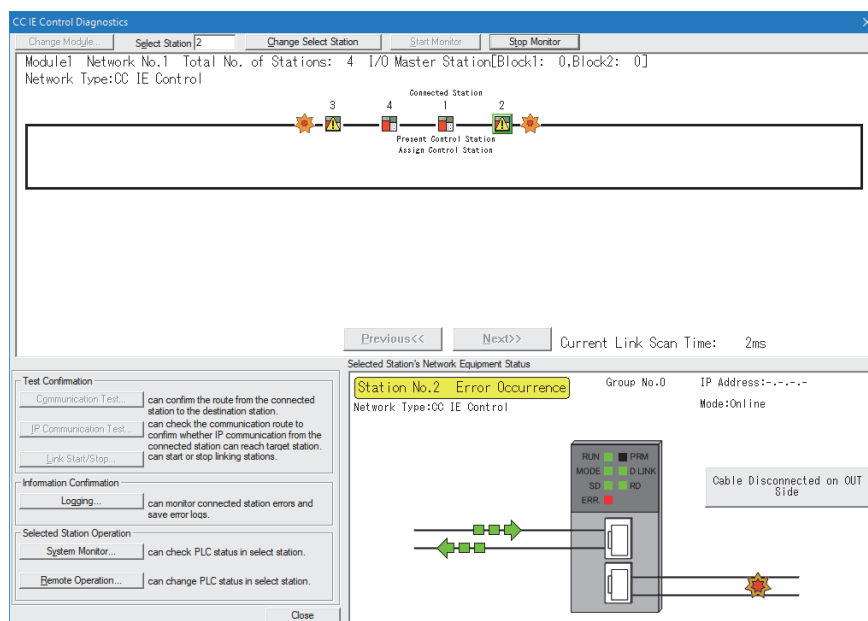 CC IE Control Diagnostics
Change Module... Select Station 2 Change Select Station Start Monitor Stop Monitor
Module1 Network No.1 Total No. of Stations: 4 I/O Master Station[Block1: 0,Block2: 0]
Network Type:CC IE Control
Connected Station
3 4 1 2
Present Control Station
Assign Control Station
Previous<< Next>> Current Link Scan Time: 2ms
Test Confirmation
Communication Test... can confirm the route from the connected
station to the destination station.
IP Communication Test... can check the communication route to
confirm whether IP communication from the
connected station can reach target station.
Link Start/Stop... can start or stop linking stations.
Information Confirmation
Logging... can monitor connected station errors and
save error logs.
Selected Station Operation
System Monitor... can check PLC status in select station.
Remote Operation... can change PLC status in select station.
Close
Selected Station's Network Equipment Status
Station No.2 Error Occurrence Group No.0 IP Address:-.-.-.-
Network Type:CC IE Control Mode:Online
RUN PRM
MODE D LINK
SD RD
ERR.
Cable Disconnected on OUT
Side